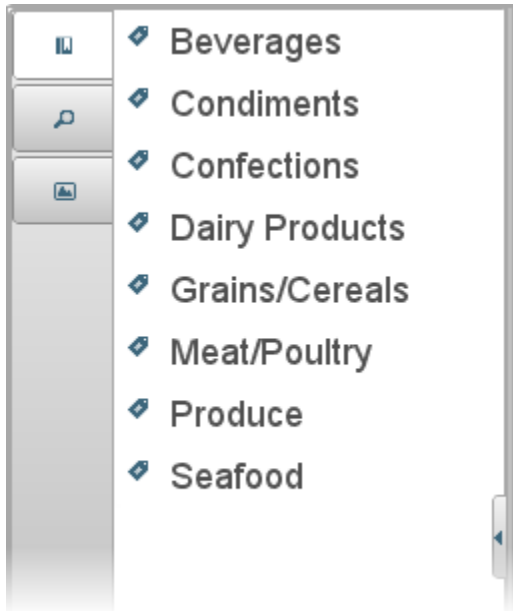 Beverages
Condiments
Confections
Dairy Products
Grains/Cereals
Meat/Poultry
Produce
Seafood